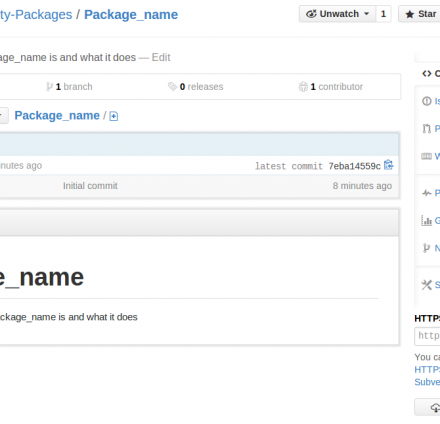 ty-Packages / Package_name
Unwatch 1 Star
age_name is and what it does — Edit
1 branch 0 releases 1 contributor
Package_name /
inutes ago latest commit 7eba14559c
Initial commit 8 minutes ago
e_name
ackage_name is and what it does
HTTPS
http
You ca
HTTPS
Subve